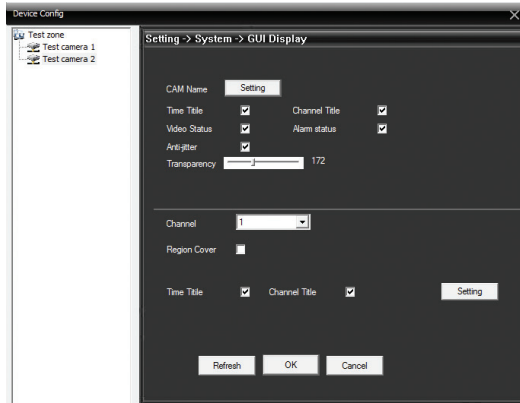 Device Config
Test zone
Test camera 1
Test camera 2
Setting -> System -> GUI Display
CAM Name Setting
Time Titile Channel Title
Video Status Alarm status
Anti-jitter
Transparency 172
Channel 1
Region Cover
Time Titile Channel Title Setting
Refresh OK Cancel